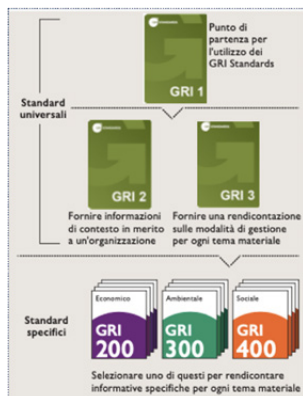 GRI 1
Punto di
partenza per
l'utilizzo dei
GRI Standards
Standard
universali
GRI 2
GRI 3
Fornire informazioni
di contesto in merito
a un'organizzazione
Fornire una rendicontazione
sulle modalità di gestione
per ogni tema materiale
Standard
specifici
Economico
GRI
200
Ambientale
GRI
300
Sociale
GRI
400
Selezionare uno di questi per rendicontare
informative specifiche per ogni tema materiale